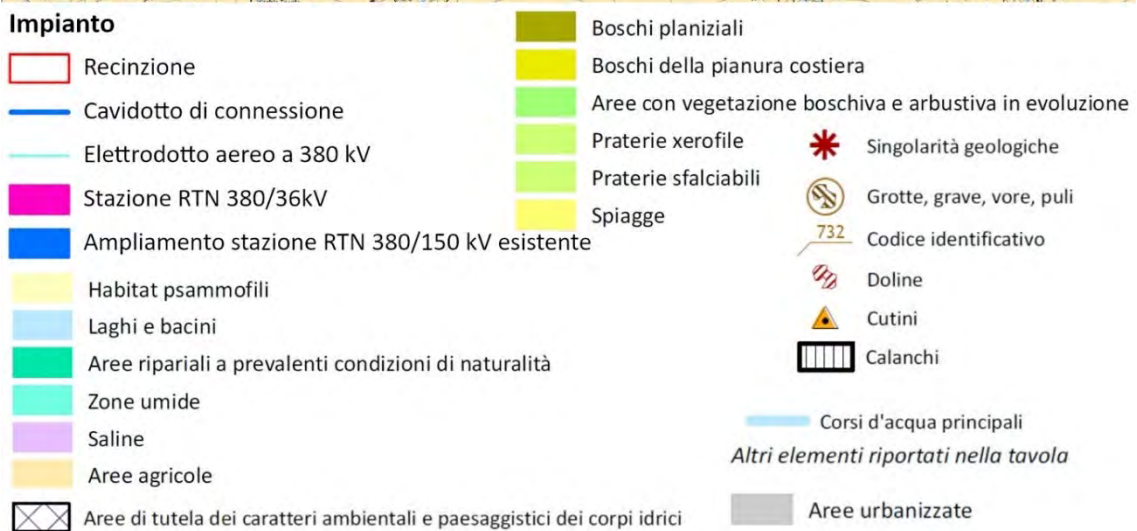 Impianto
Recinzione
Cavidotto di connessione
Elettrodotto aereo a 380 kV
Stazione RTN 380/36kV
Ampliamento stazione RTN 380/150 kV esistente
Habitat psammofili
Laghi e bacini
Aree ripariali a prevalenti condizioni di naturalità
Zone umide
Saline
Aree agricole
Aree di tutela dei caratteri ambientali e paesaggistici dei corpi idrici
Boschi planiziali
Boschi della pianura costiera
Aree con vegetazione boschiva e arbustiva in evoluzione
Praterie xerofile
Praterie sfalciabili
Spiagge
Singolarità geologiche
Grotte, grave, vore, puli
732
Codice identificativo
Doline
Cutini
Calanchi
Corsi d'acqua principali
Altri elementi riportati nella tavola
Aree urbanizzate